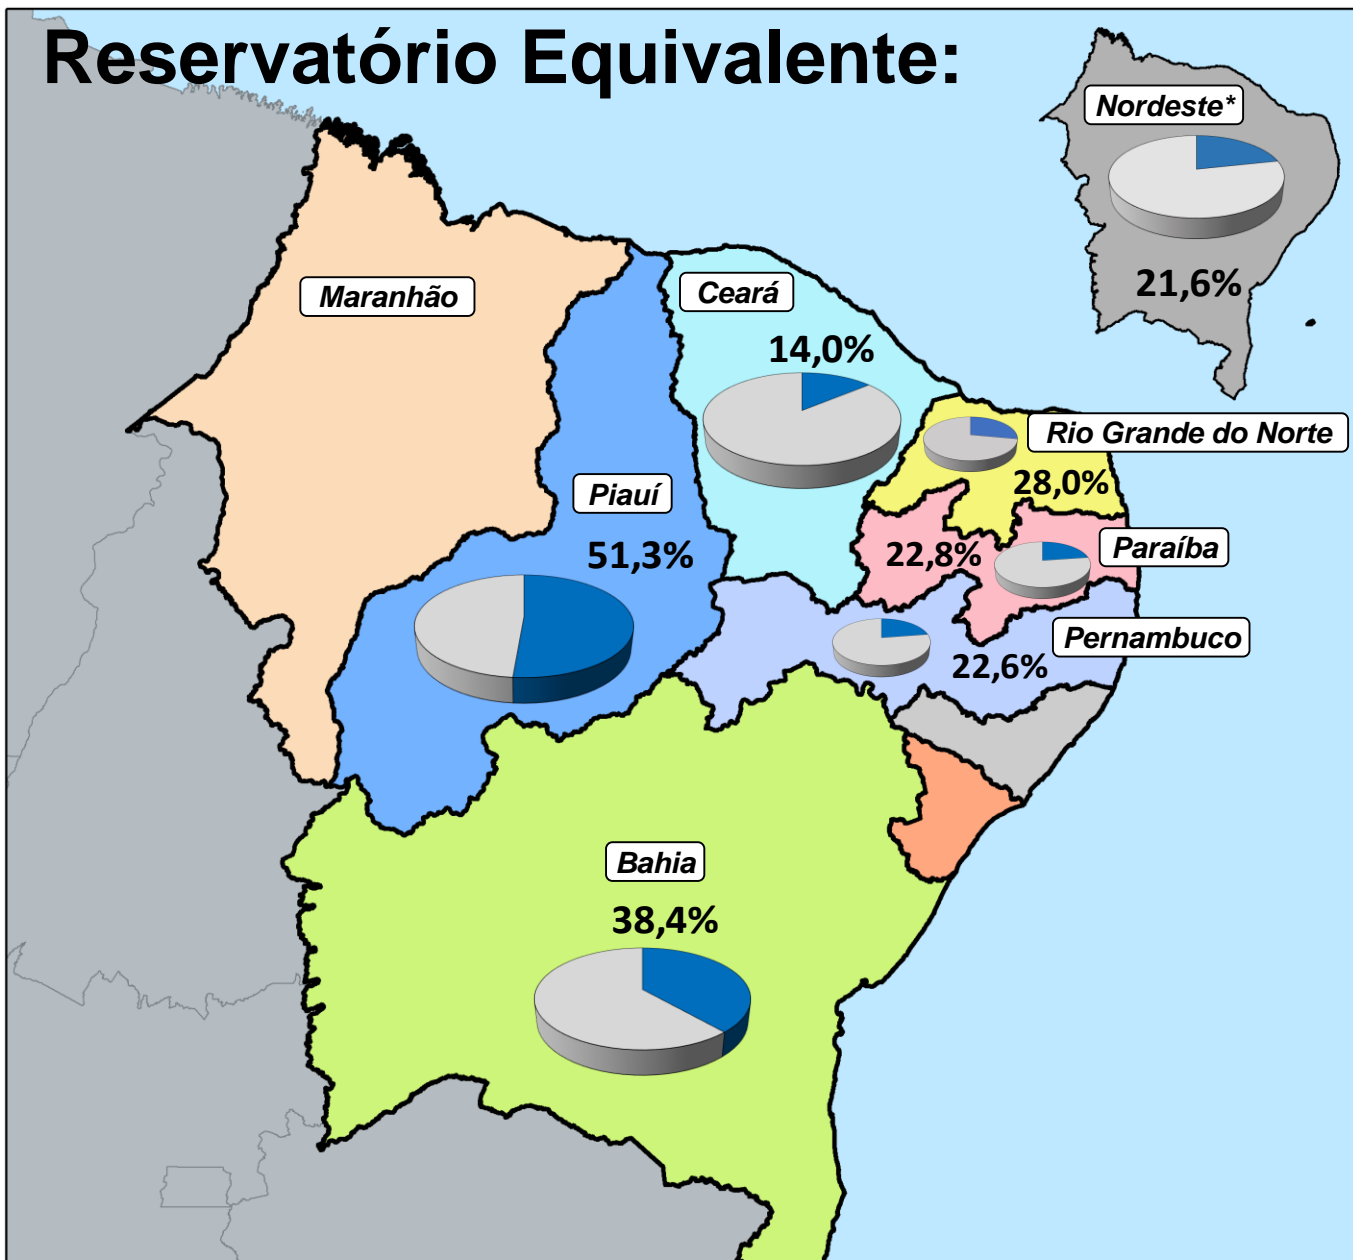 Reservatório Equivalente:
Nordeste*
21,6%
Maranhão
Ceará
14,0%
Rio Grande do Norte
28,0%
Piauí
51,3%
22,8%
Paraíba
Pernambuco
22,6%
Bahia
38,4%